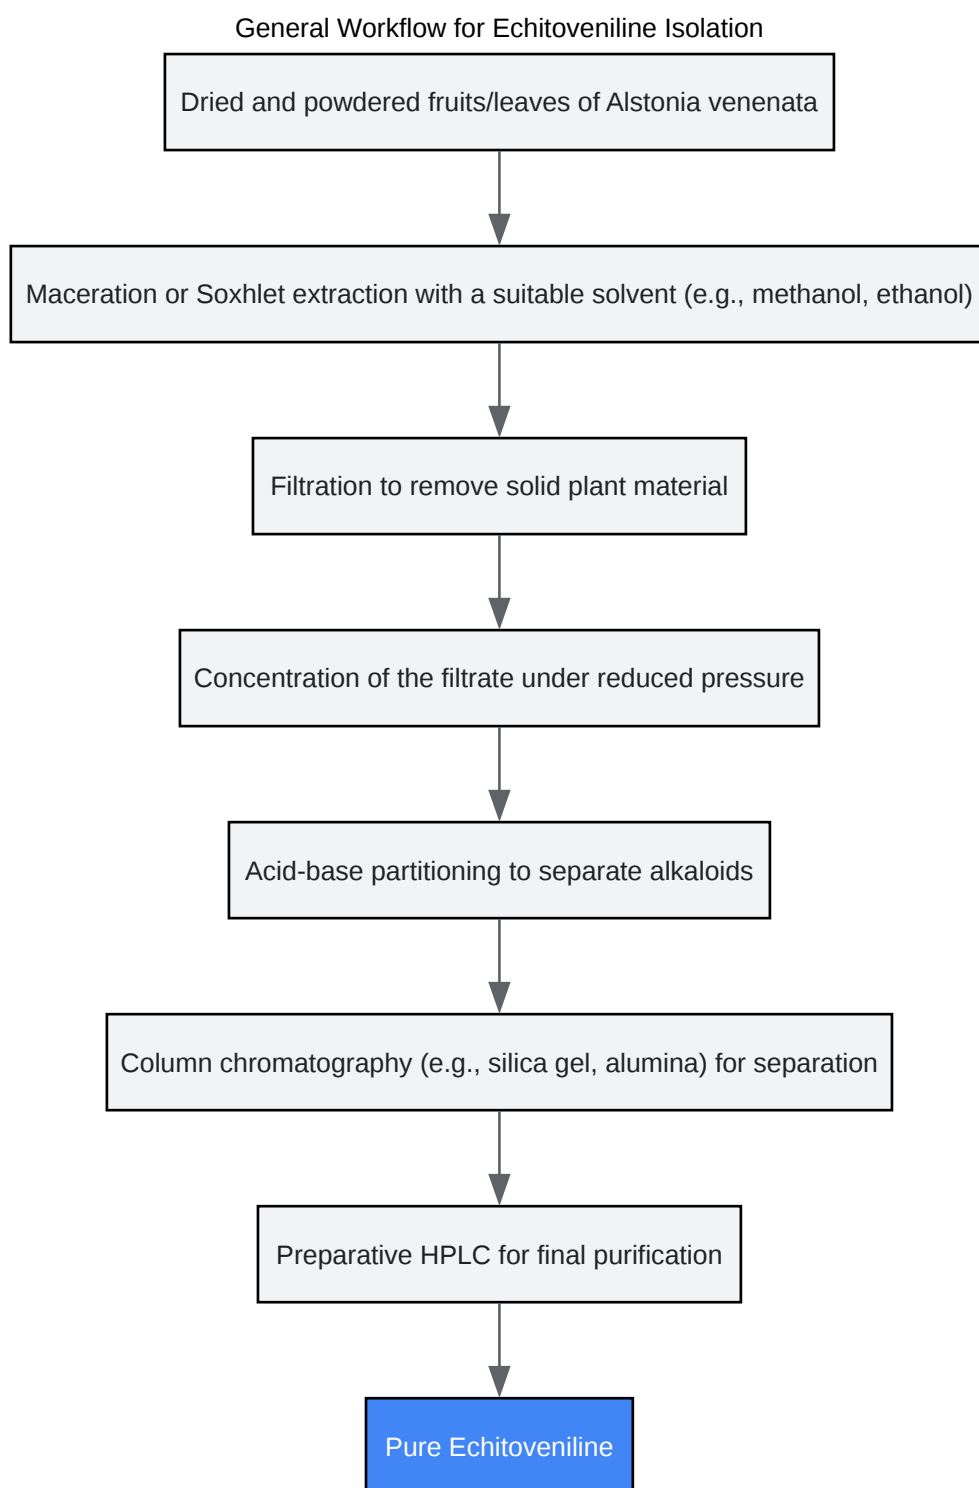 General Workflow for Echitoveniline Isolation
Dried and powdered fruits/leaves of Alstonia venenata
Maceration or Soxhlet extraction with a suitable solvent (e.g., methanol, ethanol)
Filtration to remove solid plant material
Concentration of the filtrate under reduced pressure
Acid-base partitioning to separate alkaloids
Column chromatography (e.g., silica gel, alumina) for separation
Preparative HPLC for final purification
Pure Echitoveniline